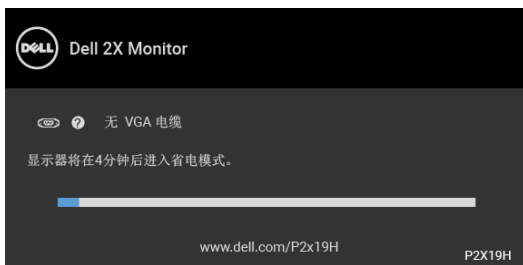 DELL Dell 2X Monitor
? 无 VGA 电缆
显示器将在4分钟后进入省电模式。
www.dell.com/P2x19H
P2X19H